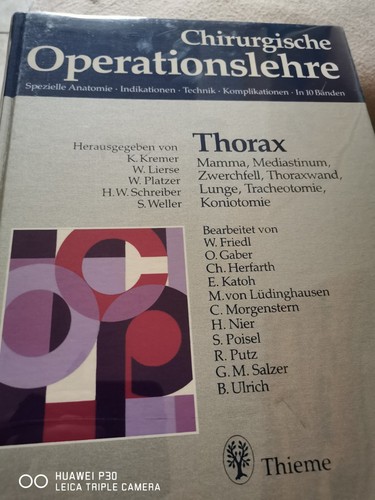 Chirurgische
Operationslehre
Spezielle Anatomie · Indikationen · Technik · Komplikationen · In 10 Bänden
Herausgegeben von
K. Kremer
W. Lierse
W. Platzer
H. W. Schreiber
S. Weller
Thorax
Mamma, Mediastinum,
Zwerchfell, Thoraxwand,
Lunge, Tracheotomie,
Koniotomie
Bearbeitet von
W. Friedl
O. Gaber
Ch. Herfarth
E. Katoh
M. von Lüdinghausen
C. Morgenstern
H. Nier
S. Poisel
R. Putz
G. M. Salzer
B. Ulrich
Thieme
HUAWEI P30
LEICA TRIPLE CAMERA